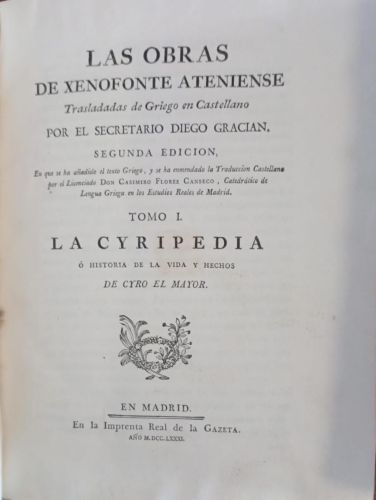 LAS OBRAS
DE XENOFONTE ATENIENSE
Trasladadas de Griego en Castellano
POR EL SECRETARIO DIEGO GRACIAN.
SEGUNDA EDICION,
En que se ha añadido el texto Griego, y se ha enmendado la Traduccion Castellana
por el Licenciado DON CASIMIRO FLOREZ CANSECO, Catedrático de
Lengua Griega en los Estudios Reales de Madrid.
TOMO I.
LA CYRIPEDIA
Ó HISTORIA DE LA VIDA Y HECHOS
DE CYRO EL MAYOR.
EN MADRID.
En la Imprenta Real de la GAZETA.
AÑO M.DCC.LXXXI.